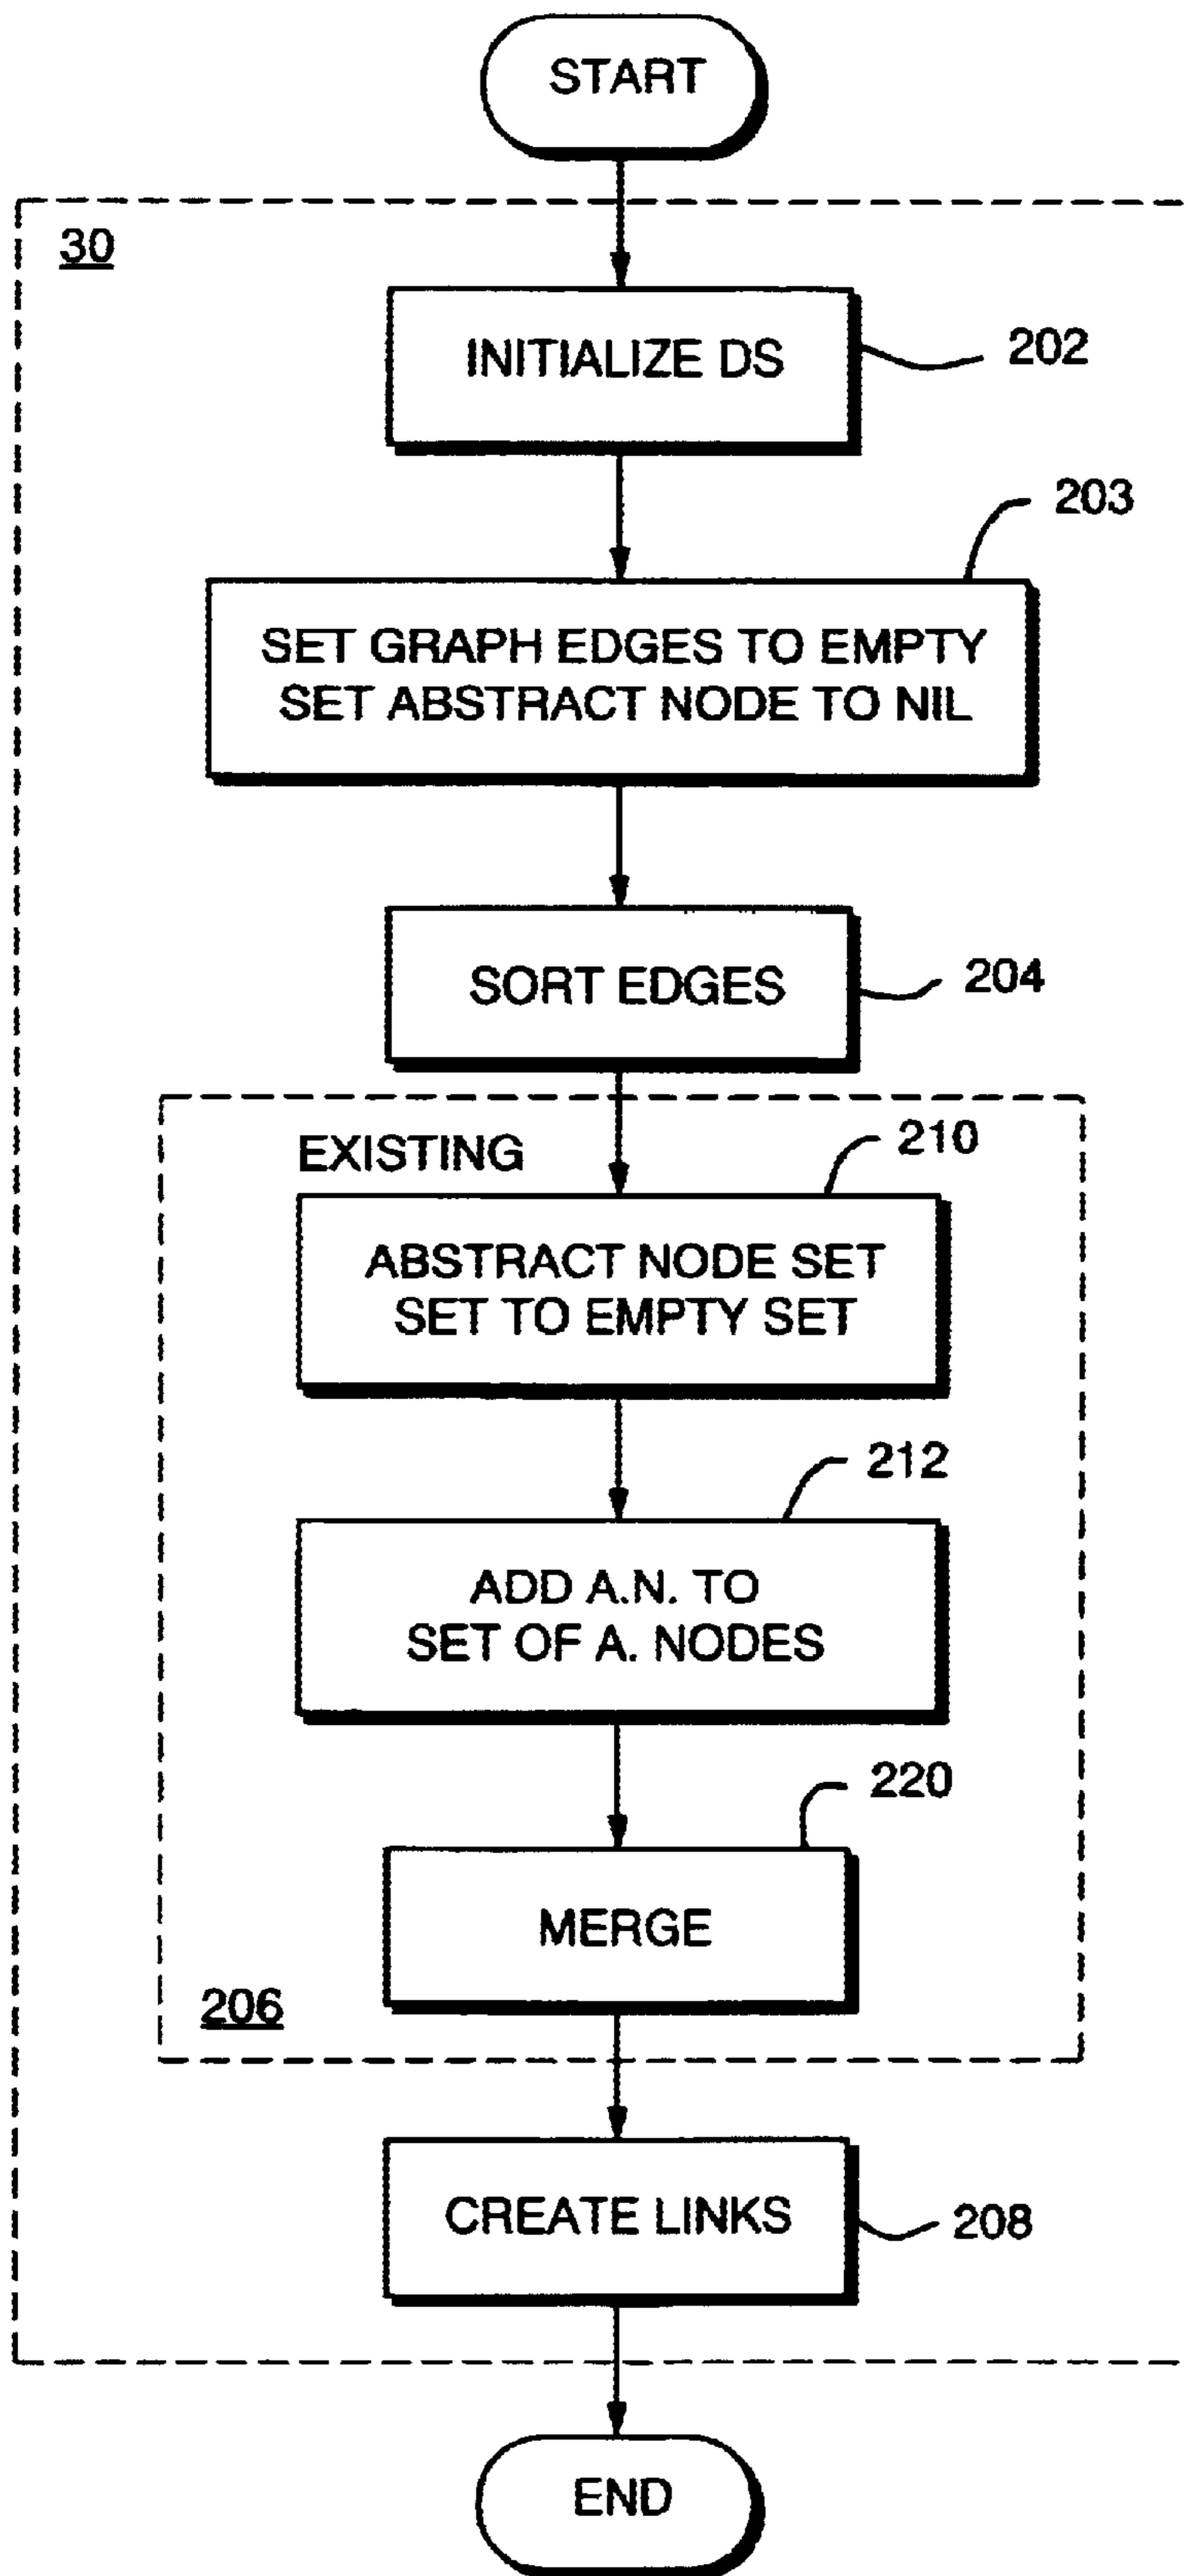 START
30
INITIALIZE DS
202
203
SET GRAPH EDGES TO EMPTY
SET ABSTRACT NODE TO NIL
SORT EDGES
204
EXISTING
210
ABSTRACT NODE SET
SET TO EMPTY SET
212
ADD A.N. TO
SET OF A. NODES
220
MERGE
206
CREATE LINKS
208
END